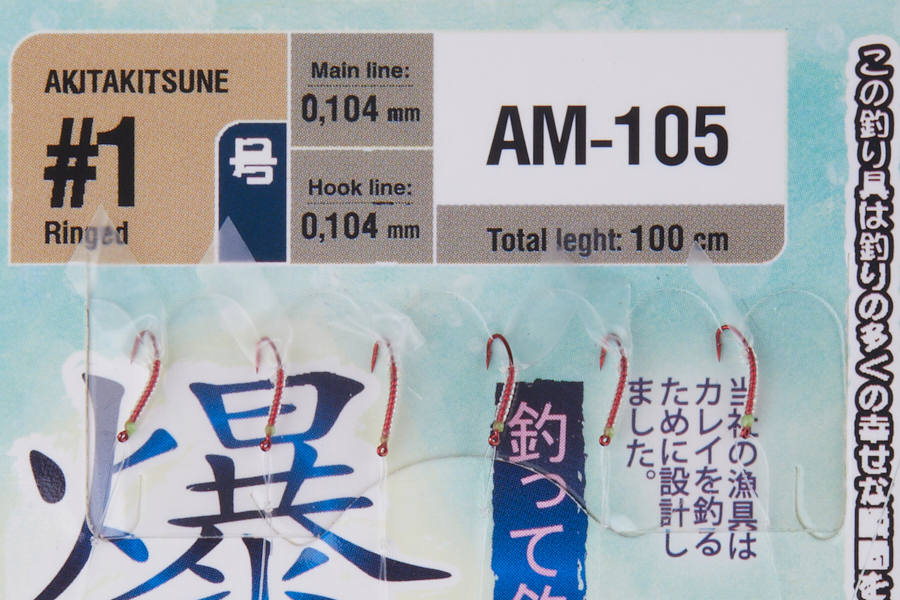 AKITAKITSUNE
#1
Ringed
号
Main line:
0,104 mm
Hook line:
0,104 mm
AM-105
Total leght: 100 cm
この釣り具は釣りの多くの幸せな瞬間を
爆
釣って
当社の漁具は
カレイを釣る
ために設計し
ました。